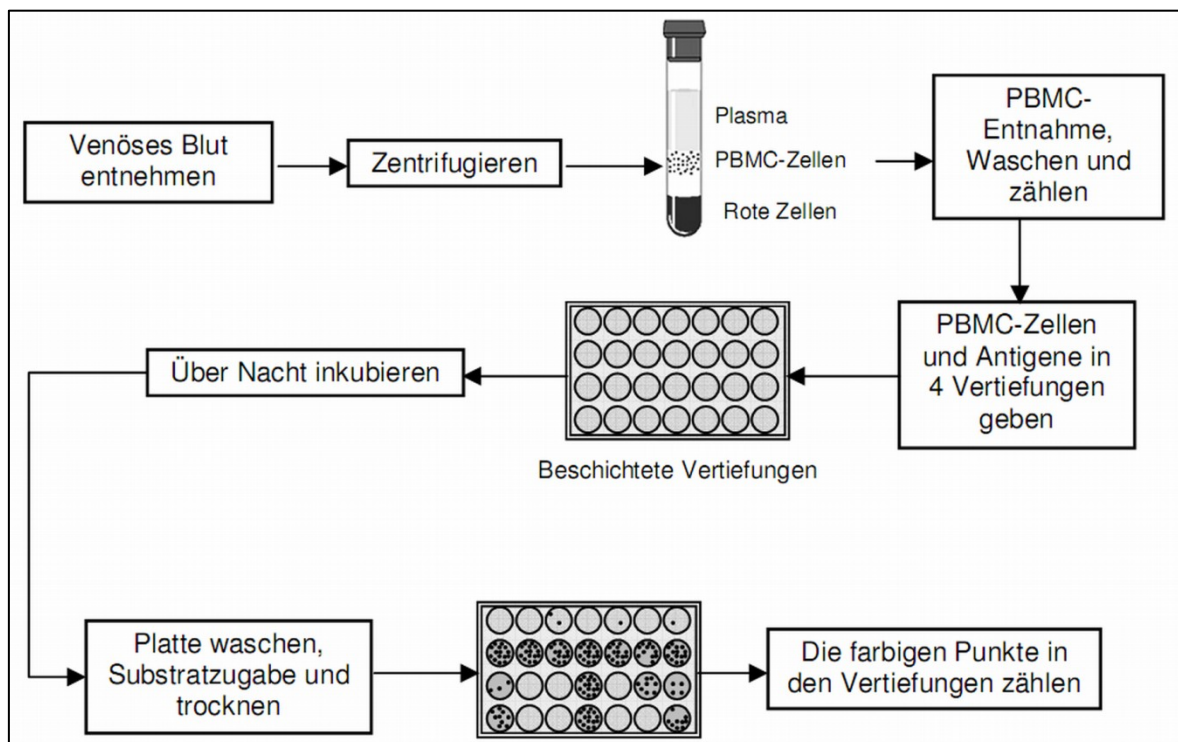 Venöses Blut
entnehmen
Zentrifugieren
Plasma
PBMC-Zellen
Rote Zellen
PBMC-
Entnahme,
Waschen und
zählen
PBMC-Zellen
und Antigene in
4 Vertiefungen
geben
Beschichtete Vertiefungen
Über Nacht inkubieren
Platte waschen,
Substratzugabe und
trocknen
Die farbigen Punkte in
den Vertiefungen zählen